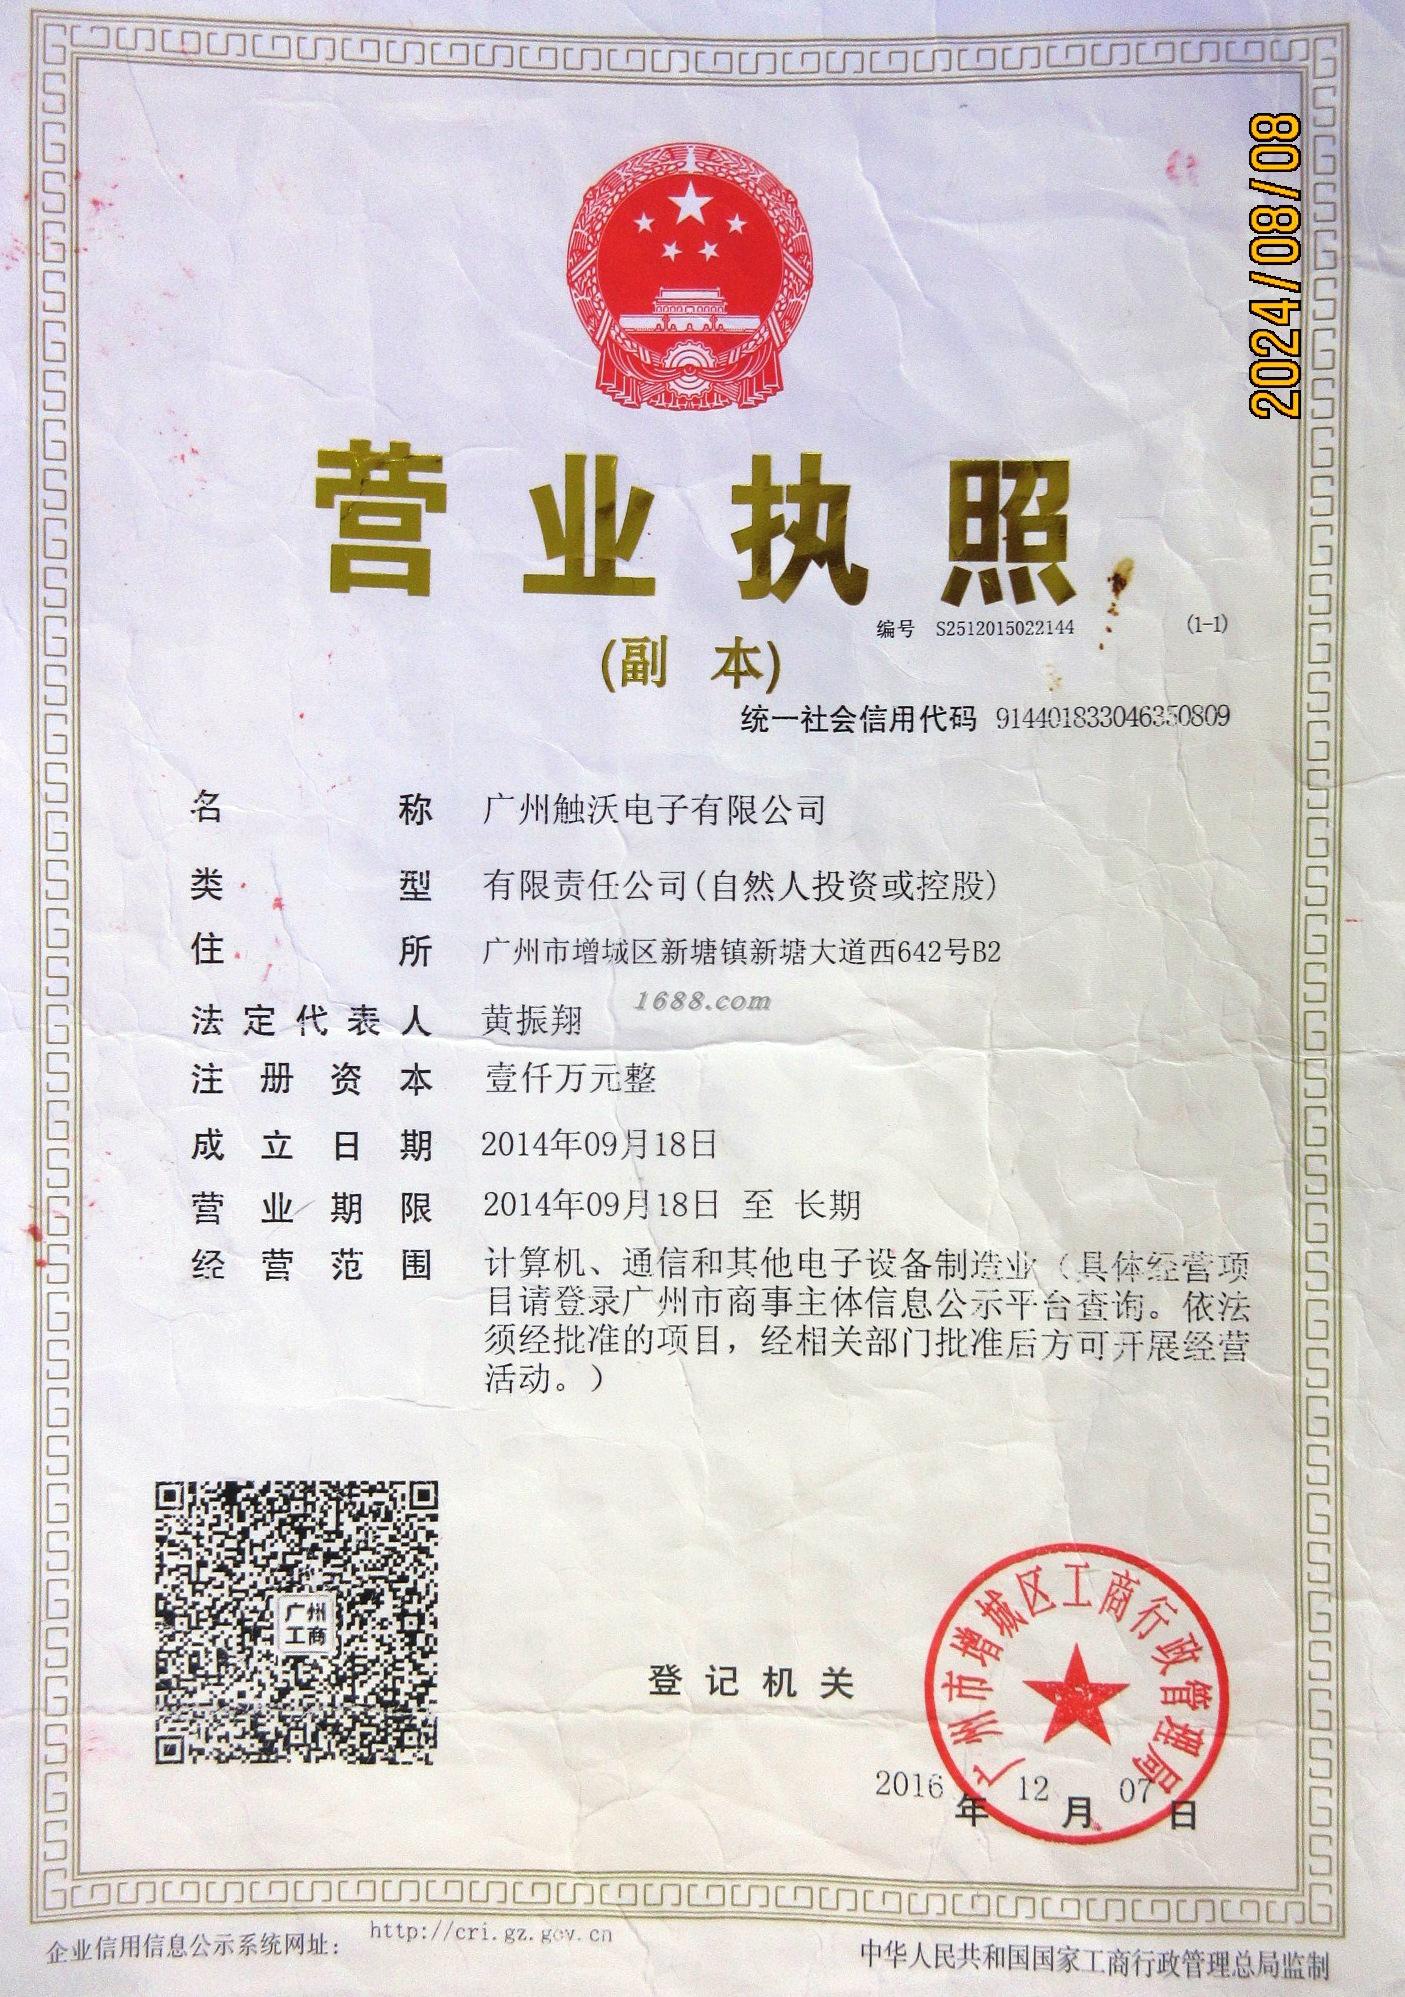 2024/08/08
营业执照
编号 S2512015022144 (1-1)
(副 本)
统一社会信用代码 914401833046350809
名称 广州触沃电子有限公司
类型 有限责任公司(自然人投资或控股)
住所 广州市增城区新塘镇新塘大道西642号B2
1688.com
法定代表人 黄振翔
注册资本 壹仟万元整
成立日期 2014年09月18日
营业期限 2014年09月18日 至 长期
经营范围 计算机、通信和其他电子设备制造业（具体经营项
目请登录广州市商事主体信息公示平台查询。依法
须经批准的项目，经相关部门批准后方可开展经营
活动。）
广州
工商
登记机关
广州市增城区工商行政管理局
2016年12月07日
企业信用信息公示系统网址： http://cri.gz.gov.cn
中华人民共和国国家工商行政管理总局监制